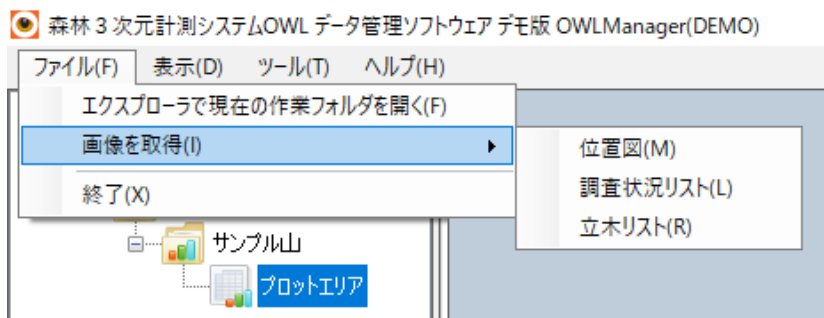 森林３次元計測システムOWL データ管理ソフトウェア デモ版 OWLManager(DEMO)
ファイル(F) 表示(D) ツール(T) ヘルプ(H)
エクスプローラで現在の作業フォルダを開く(F)
画像を取得(I)
終了(X)
位置図(M)
調査状況リスト(L)
立木リスト(R)
サンプル山
プロットエリア